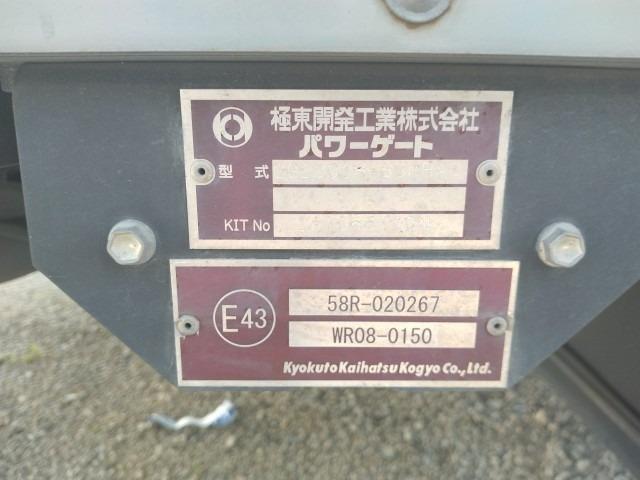 極東開発工業株式会社
パワーゲート
型式
KIT No
E43
58R-020267
WR08-0150
Kyokuto Kaihatsu Kogyo Co., Ltd.